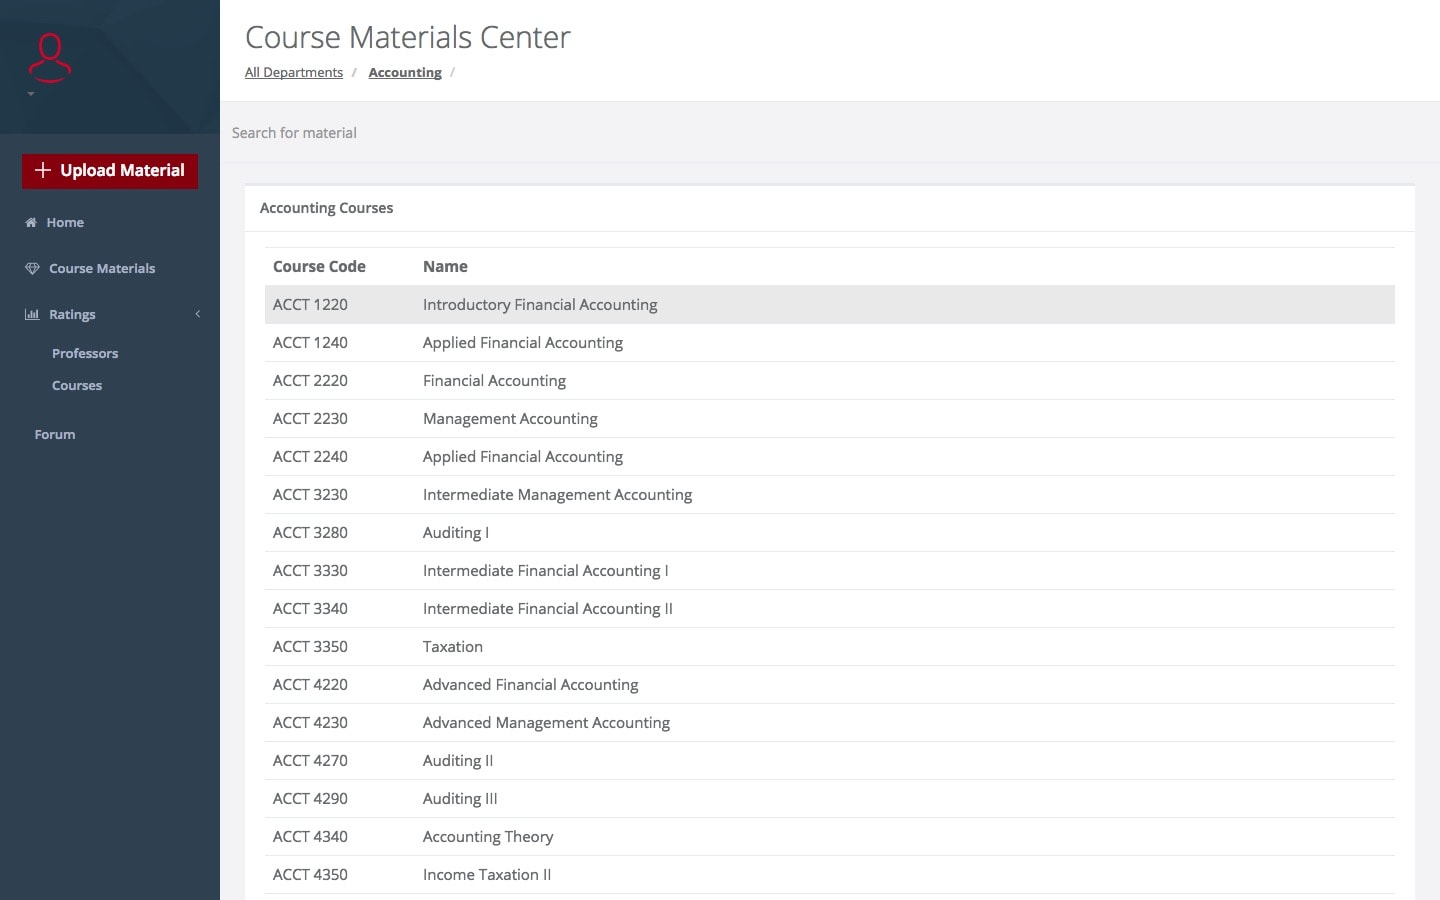 Course Materials Center
All Departments / Accounting /
Upload Material
Search for material
Home
Course Materials
Ratings
Professors
Courses
Forum
Accounting Courses
Course Code Name
ACCT 1220 Introductory Financial Accounting
ACCT 1240 Applied Financial Accounting
ACCT 2220 Financial Accounting
ACCT 2230 Management Accounting
ACCT 2240 Applied Financial Accounting
ACCT 3230 Intermediate Management Accounting
ACCT 3280 Auditing I
ACCT 3330 Intermediate Financial Accounting I
ACCT 3340 Intermediate Financial Accounting II
ACCT 3350 Taxation
ACCT 4220 Advanced Financial Accounting
ACCT 4230 Advanced Management Accounting
ACCT 4270 Auditing II
ACCT 4290 Auditing III
ACCT 4340 Accounting Theory
ACCT 4350 Income Taxation II